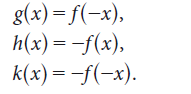 g(x) = f(−x),
h(x) = −f(x),
k(x) = −f(−x).